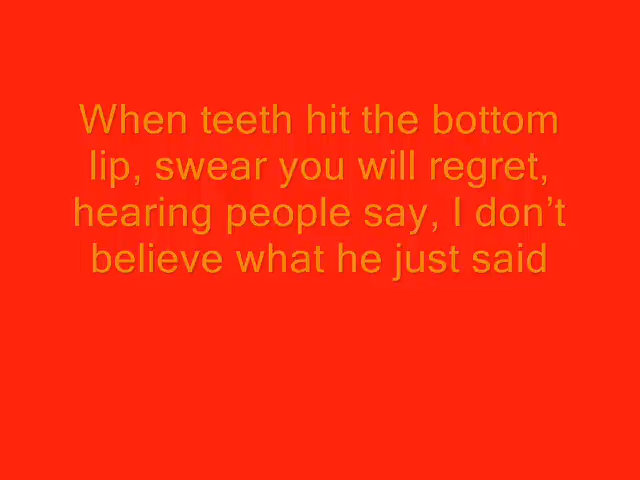 When teeth hit the bottom
lip, swear you will regret,
hearing people say, I don’t
believe what he just said